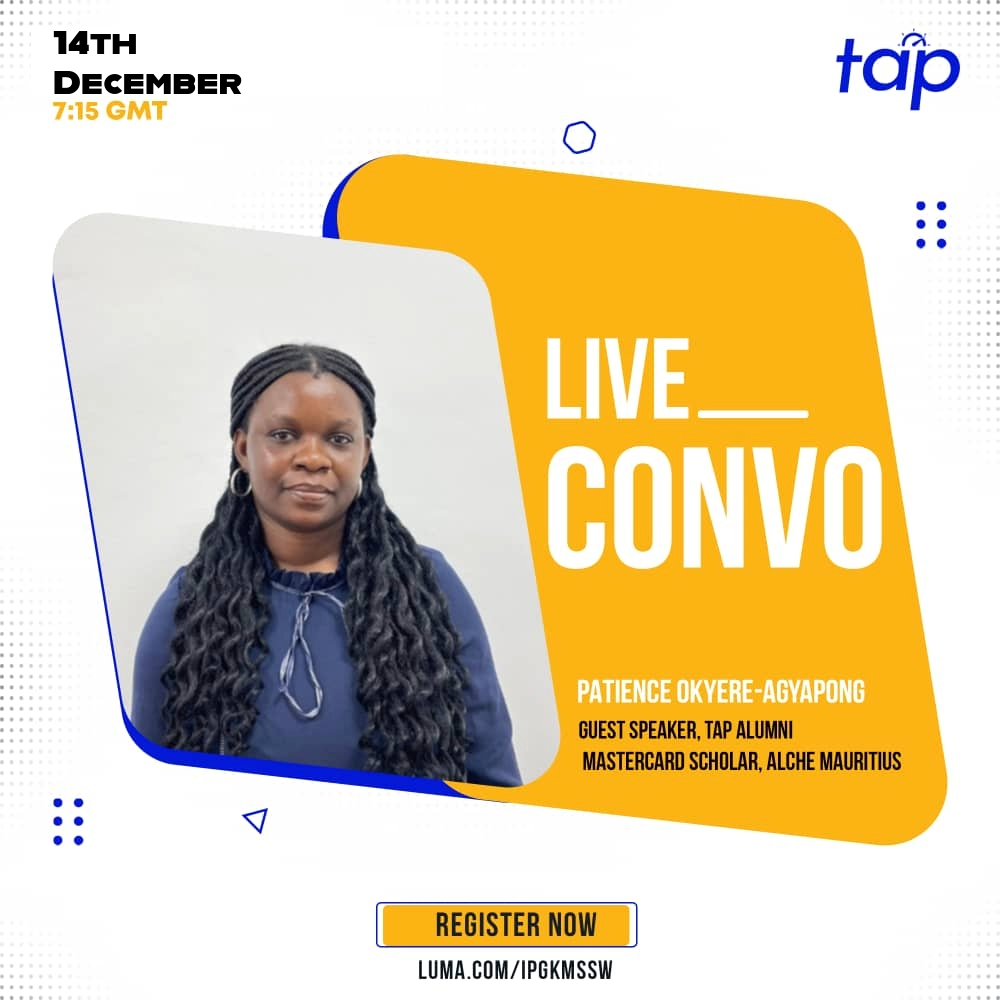 14TH
DECEMBER
7:15 GMT
tap
LIVE
CONVO
PATIENCE OKYERE-AGYAPONG
GUEST SPEAKER, TAP ALUMNI
MASTERCARD SCHOLAR, ALCHE MAURITIUS
REGISTER NOW
LUMA.COM/IPGKMSSW